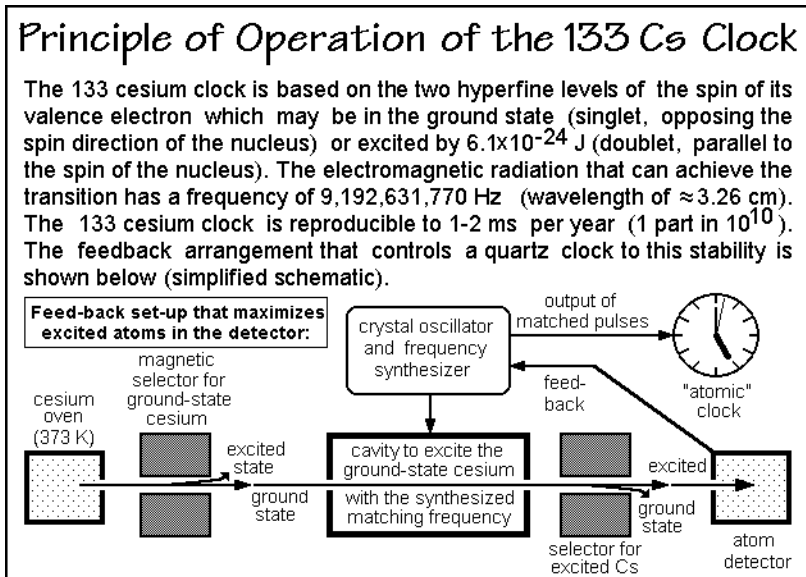 Principle of Operation of the 133 Cs Clock
The 133 cesium clock is based on the two hyperfine levels of the spin of its
valence electron which may be in the ground state (singlet, opposing the
spin direction of the nucleus) or excited by 6.1x10⁻²⁴ J (doublet, parallel to
the spin of the nucleus). The electromagnetic radiation that can achieve the
transition has a frequency of 9,192,631,770 Hz (wavelength of ≈3.26 cm).
The 133 cesium clock is reproducible to 1-2 ms per year (1 part in 10¹⁰).
The feedback arrangement that controls a quartz clock to this stability is
shown below (simplified schematic).
Feed-back set-up that maximizes
excited atoms in the detector:
crystal oscillator
and frequency
synthesizer
output of
matched pulses
"atomic"
clock
feed-
back
cesium
oven
(373 K)
magnetic
selector for
ground-state
cesium
excited
state
ground
state
cavity to excite the
ground-state cesium
with the synthesized
matching frequency
selector for
excited Cs
excited
ground
state
atom
detector